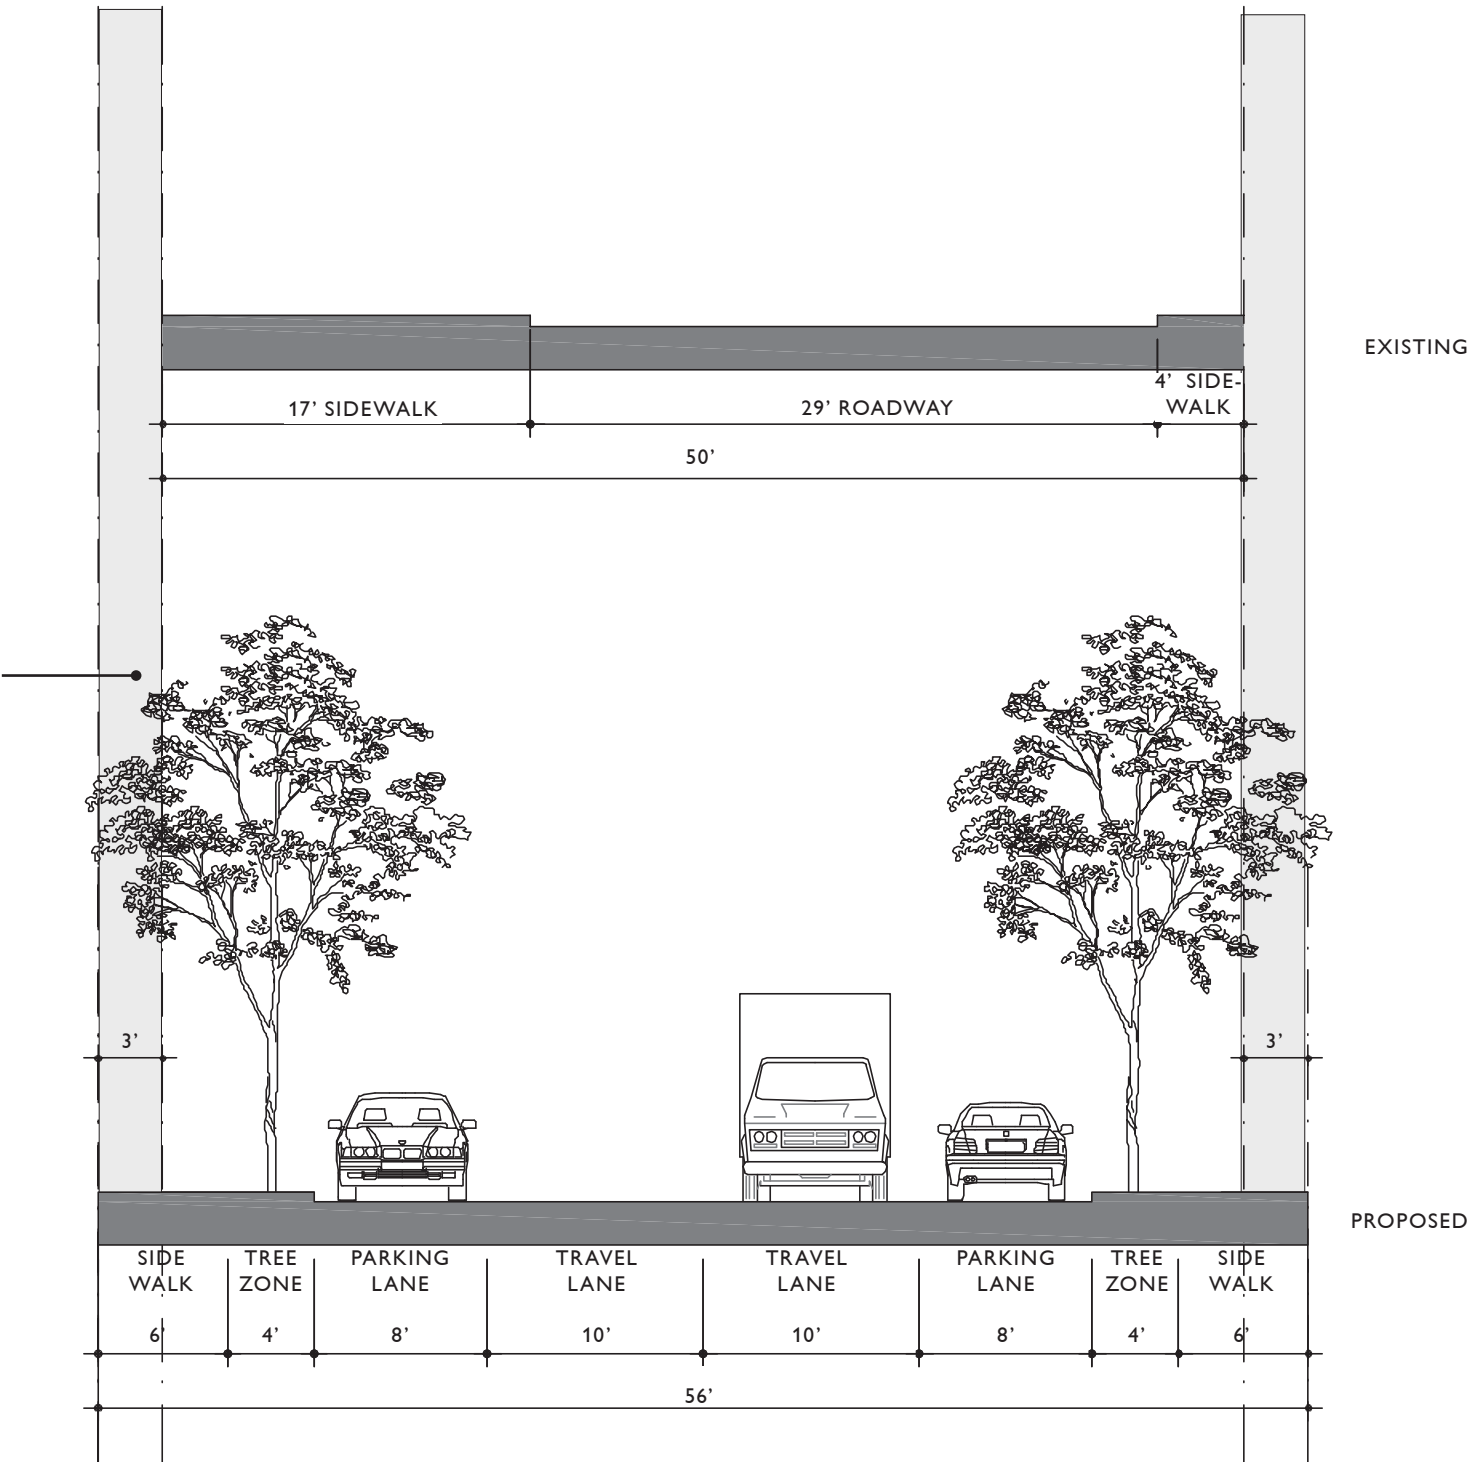 EXISTING
4’ SIDE-
17’ SIDEWALK 29’ ROADWAY WALK
50’
3’ 3’
PROPOSED
SIDE TREE PARKING TRAVEL TRAVEL PARKING TREE SIDE
WALK ZONE LANE LANE LANE LANE ZONE WALK
6’ 4’ 8’ 10’ 10’ 8’ 4’ 6’
56’